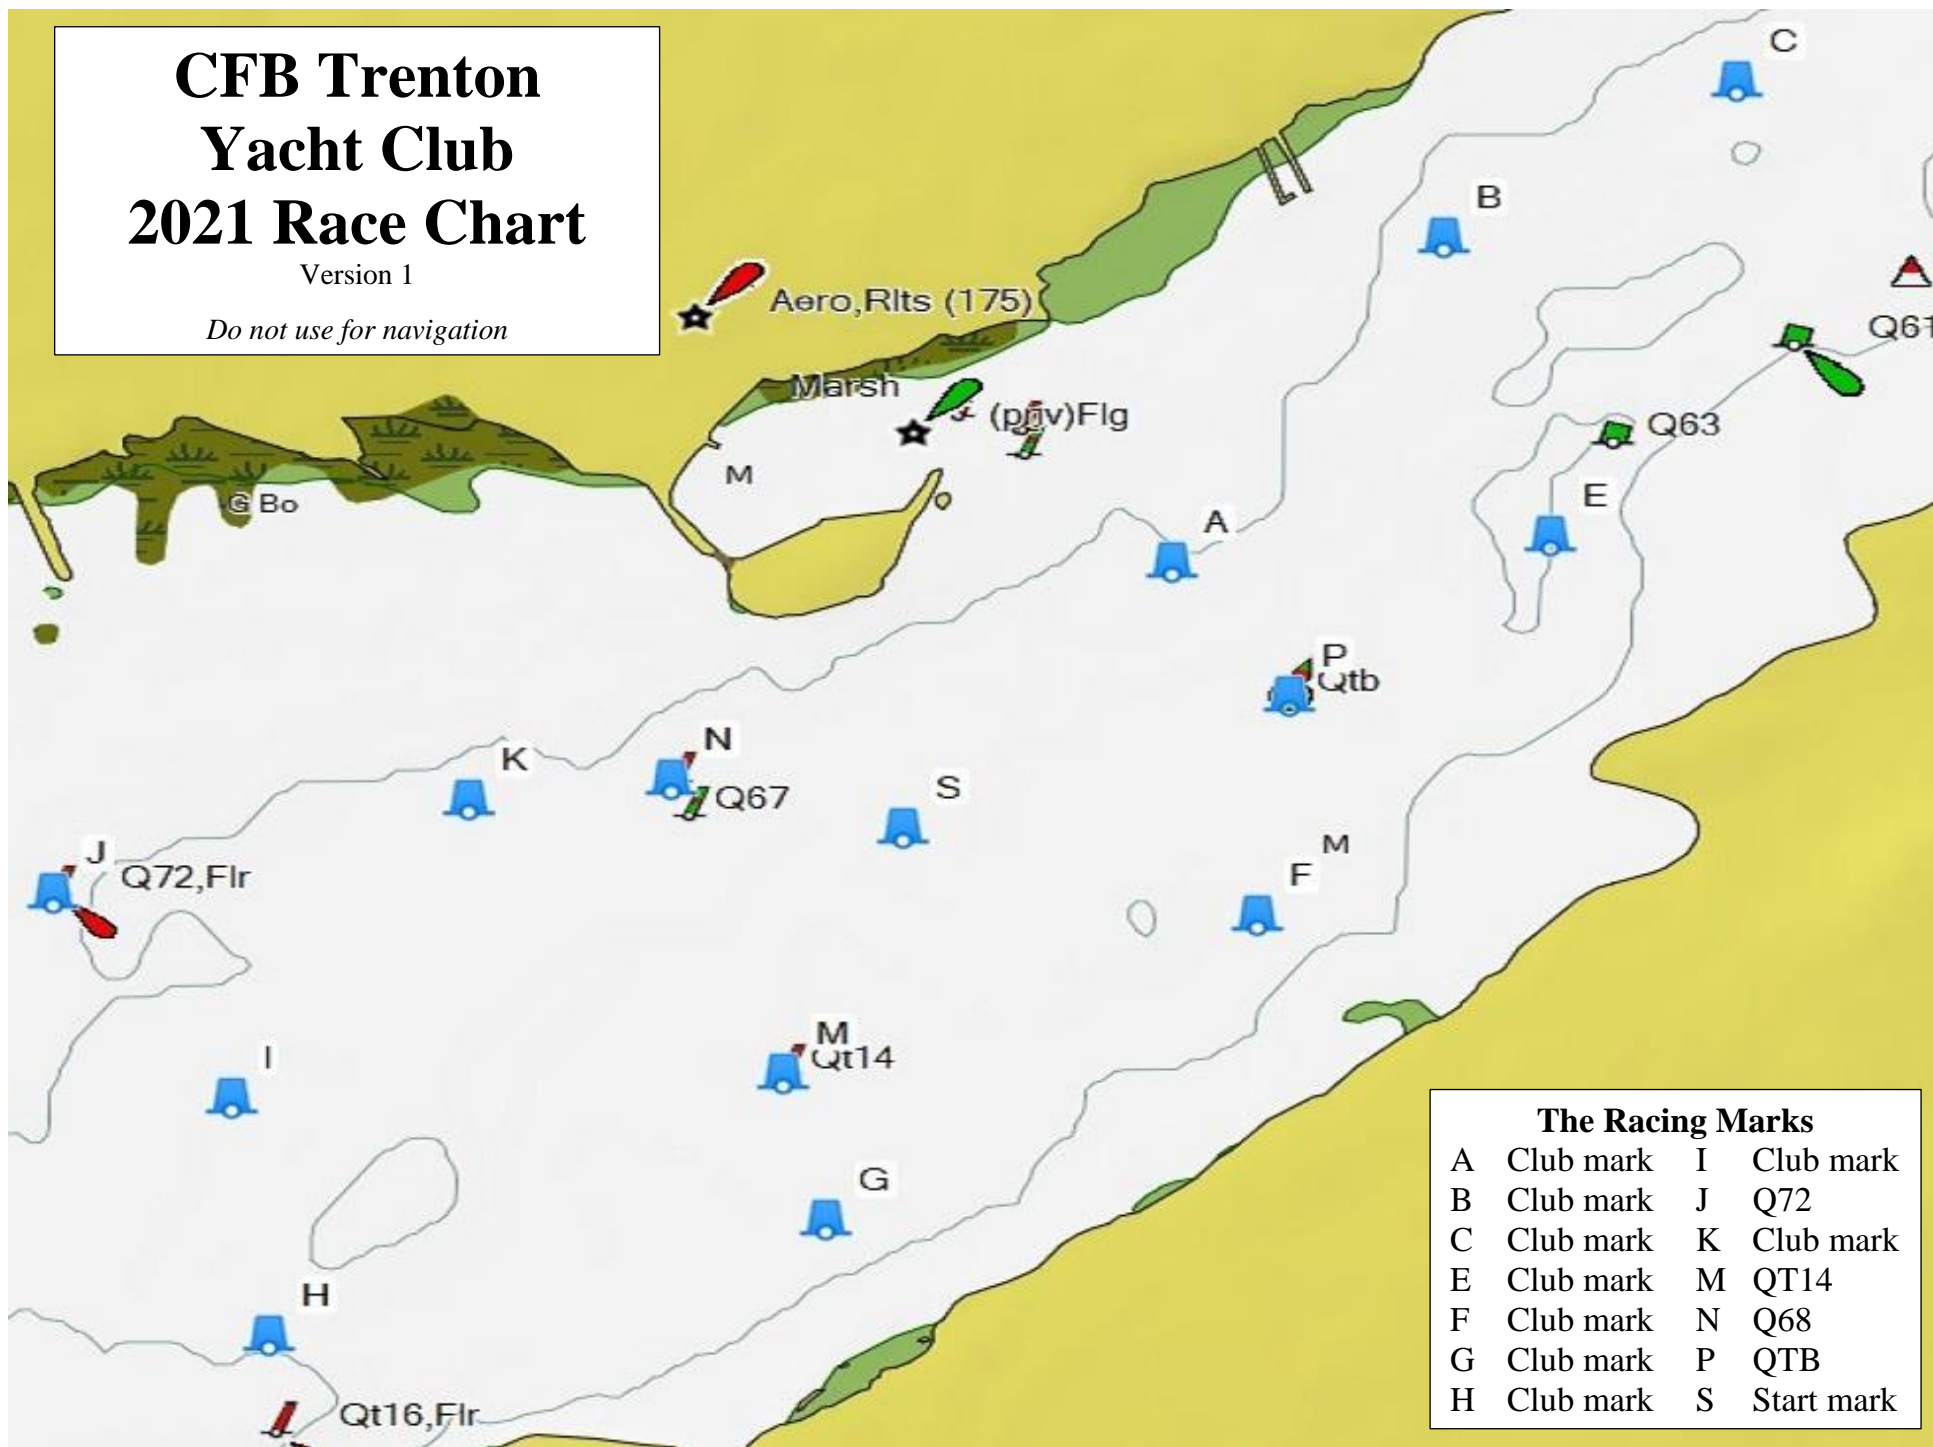 CFB Trenton
Yacht Club
2021 Race Chart
Version 1
Do not use for navigation
C
B
Aero,Rlts (175)
Q61
Marsh
(priv)Flg
Q63
M
E
G Bo
A
P
Qtb
N
K
S
Q67
M
J
F
Q72,Flr
M
I
Qt14
G
H
Qt16,Flr
The Racing Marks
A Club mark I Club mark
B Club mark J Q72
C Club mark K Club mark
E Club mark M QT14
F Club mark N Q68
G Club mark P QTB
H Club mark S Start mark